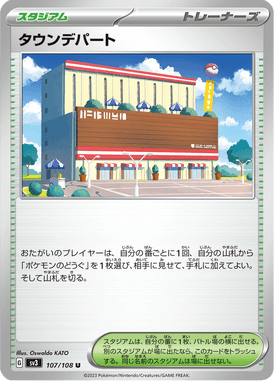 スタジアム トレーナーズ
タウンデパート
おたがいのプレイヤーは、自分の番ごとに1回、自分の山札から
「ポケモンのどうぐ」を1枚選び、相手に見せて、手札に加えてよい。
そして山札を切る。
Illus. Oswaldo KATO
スタジアムは、自分の番に1枚、バトル場の横に出せる。
別のスタジアムが場に出たなら、このカードをトラッシュ
する。同じ名前のスタジアムは場に出せない。
G sv3 107/108 U
©2023 Pokémon/Nintendo/Creatures/GAME FREAK.